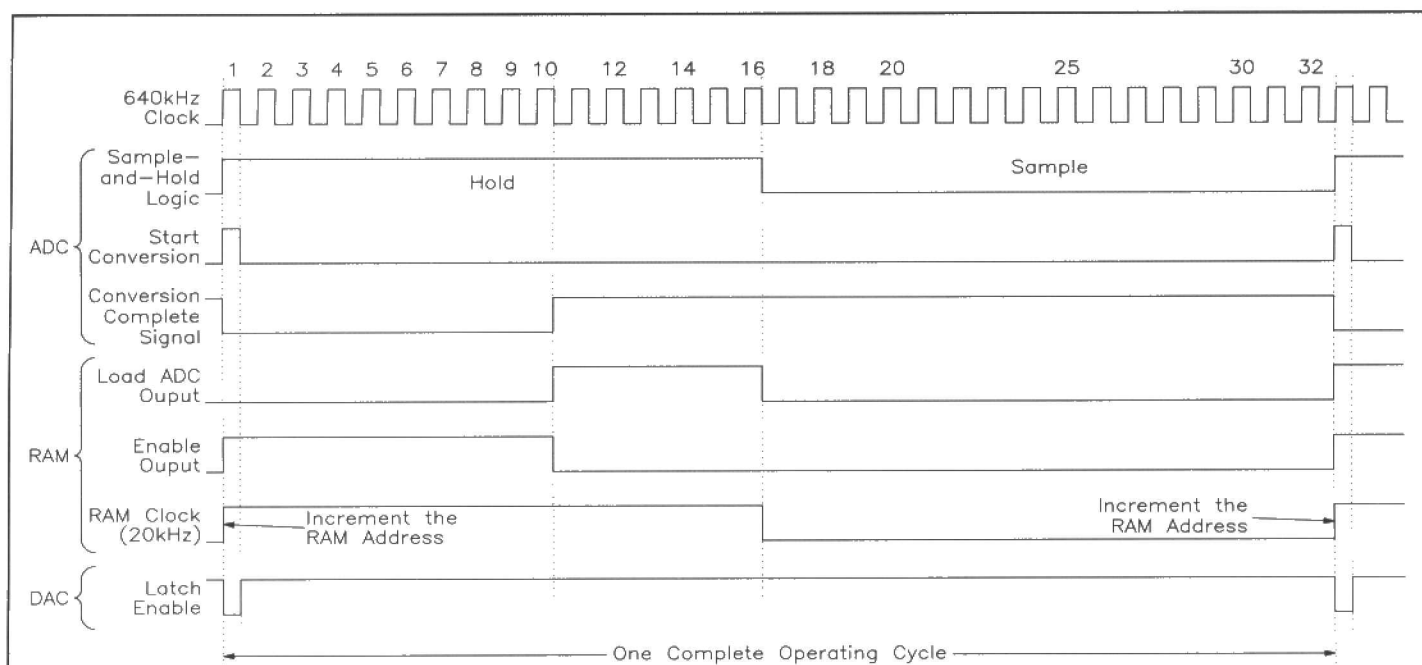 1 2 3 4 5 6 7 8 9 10 12 14 16 18 20 25 30 32
640kHz
Clock
ADC
Sample-
and-Hold
Logic
Hold
Sample
Start
Conversion
Conversion
Complete
Signal
RAM
Load ADC
Ouput
Enable
Ouput
RAM Clock
(20kHz)
Increment the
RAM Address
Increment the
RAM Address
DAC
Latch
Enable
One Complete Operating Cycle